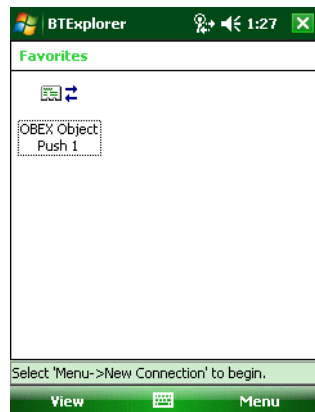 BTExplorer 1:27
Favorites
OBEX Object
Push 1
Select 'Menu->New Connection' to begin.
View Menu